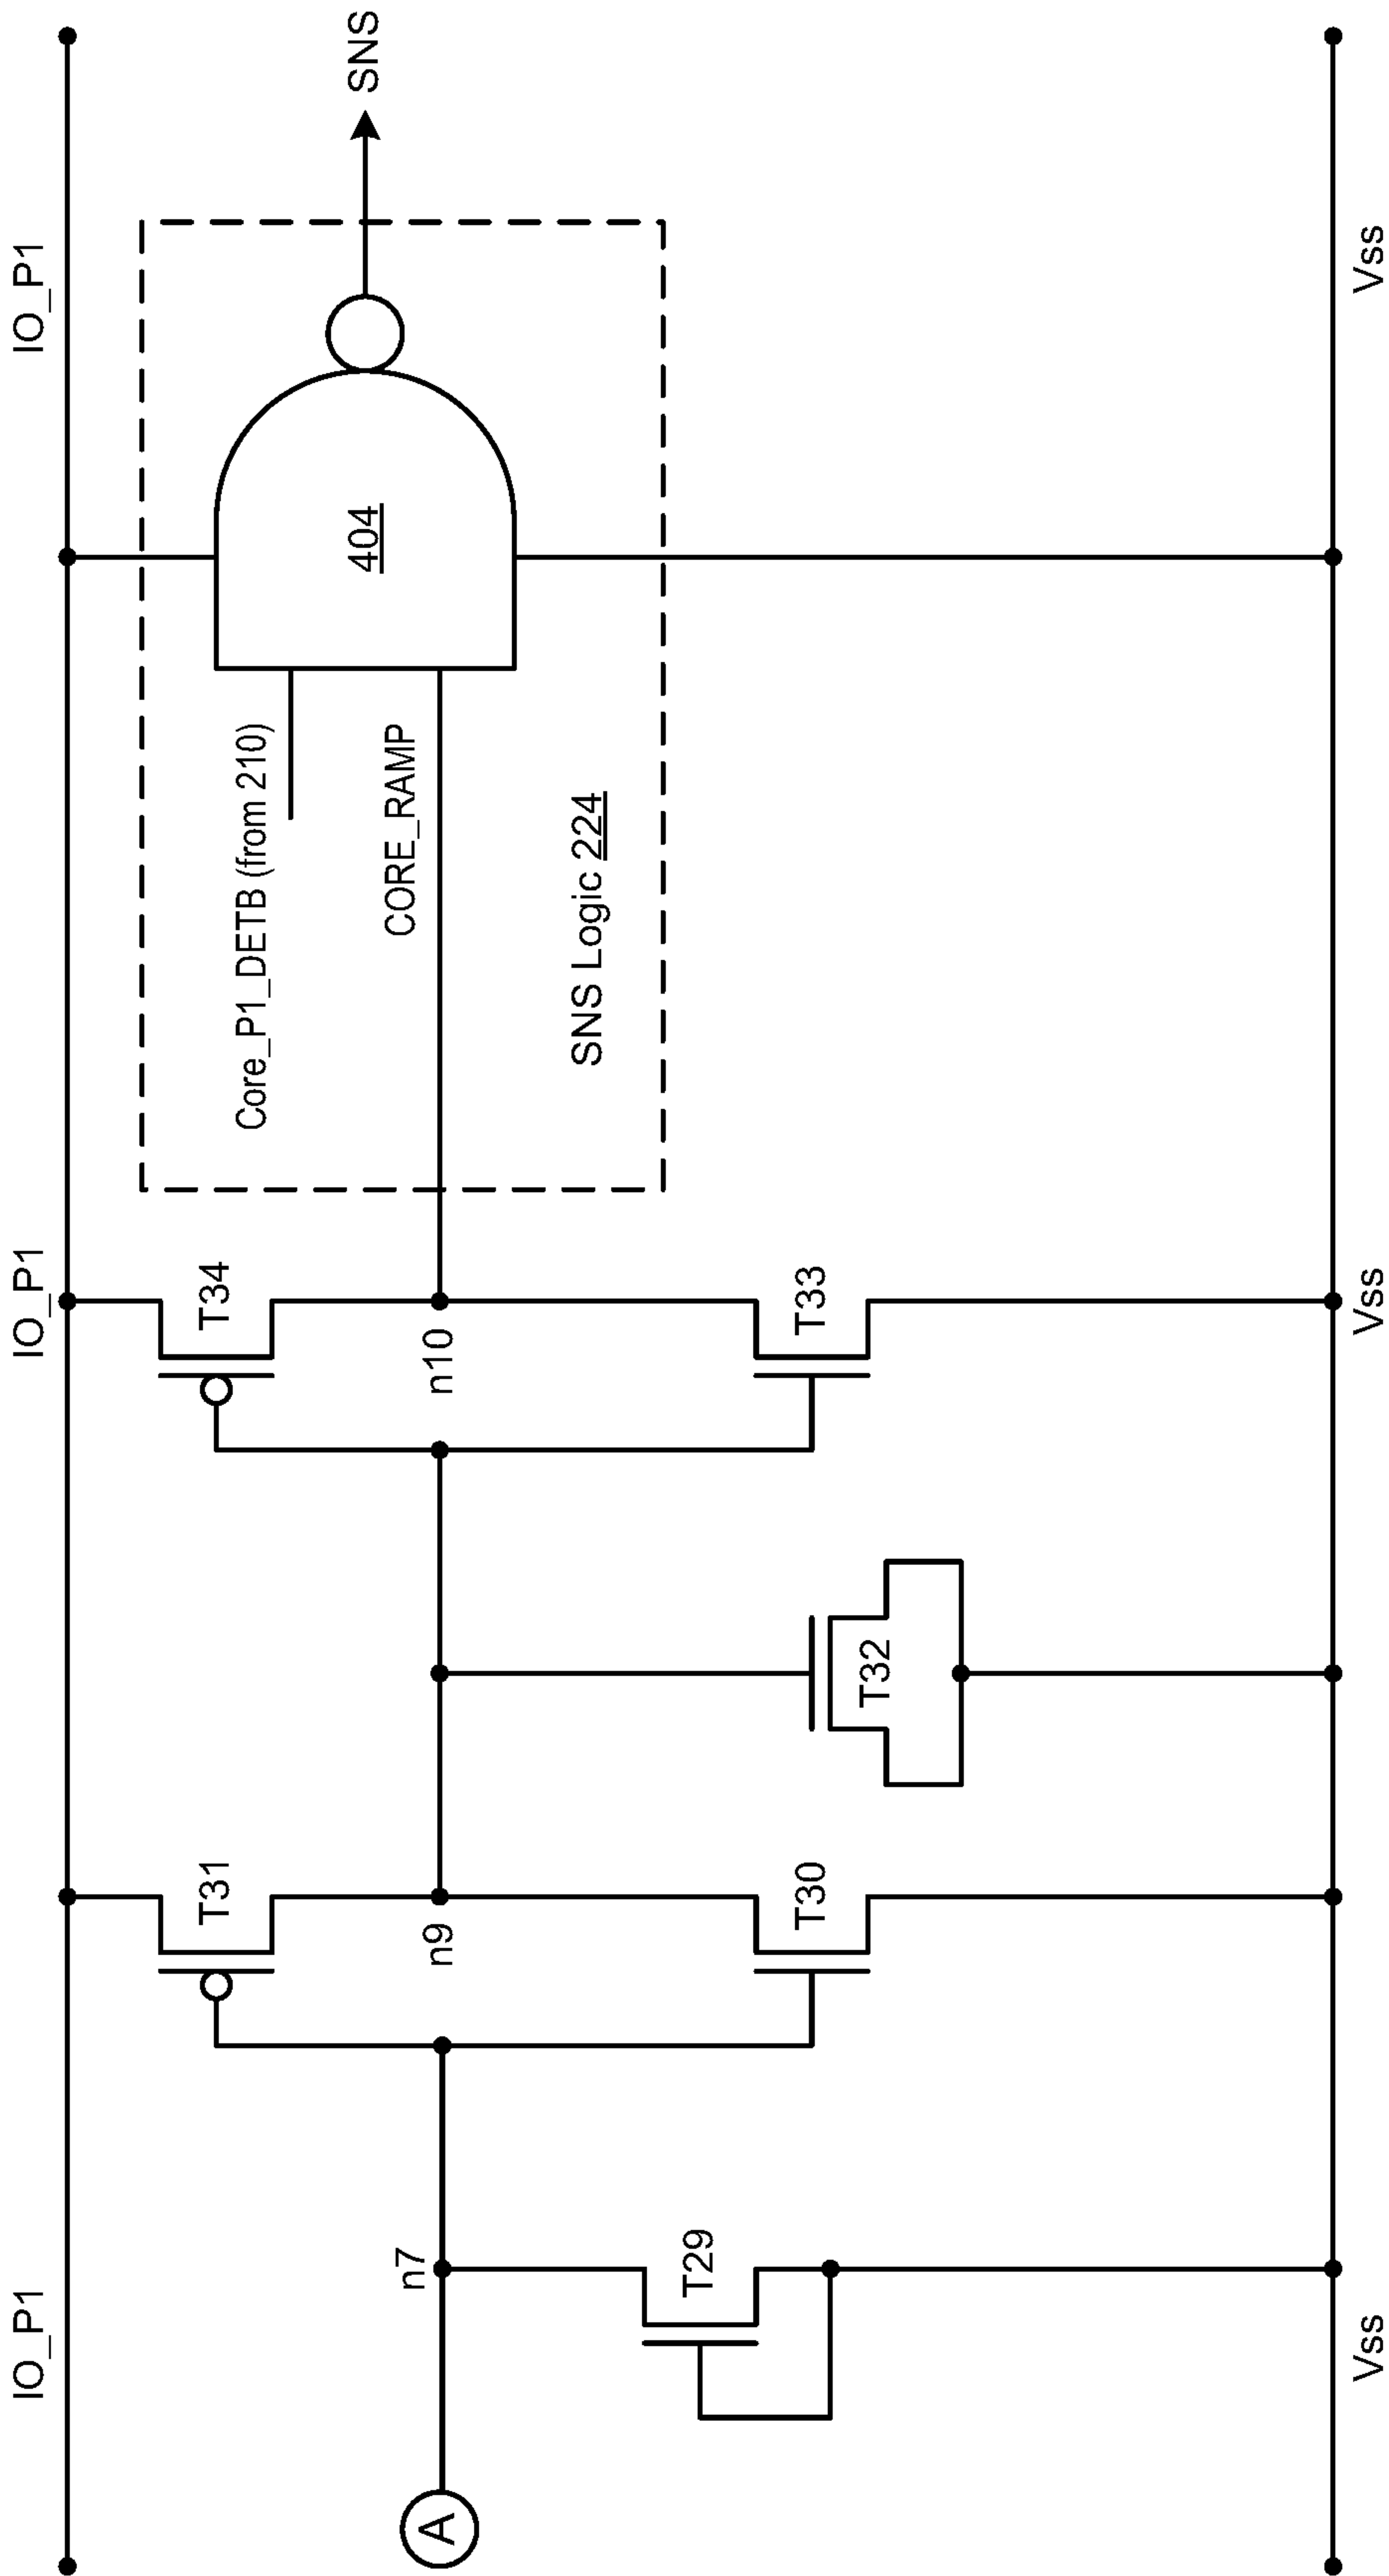 IO_P1
IO_P1
IO_P1
A
n7
T29
T31
n9
T30
T32
T34
n10
T33
Core_P1_DETB (from 210)
CORE_RAMP
404
SNS Logic 224
SNS
Vss
Vss
Vss